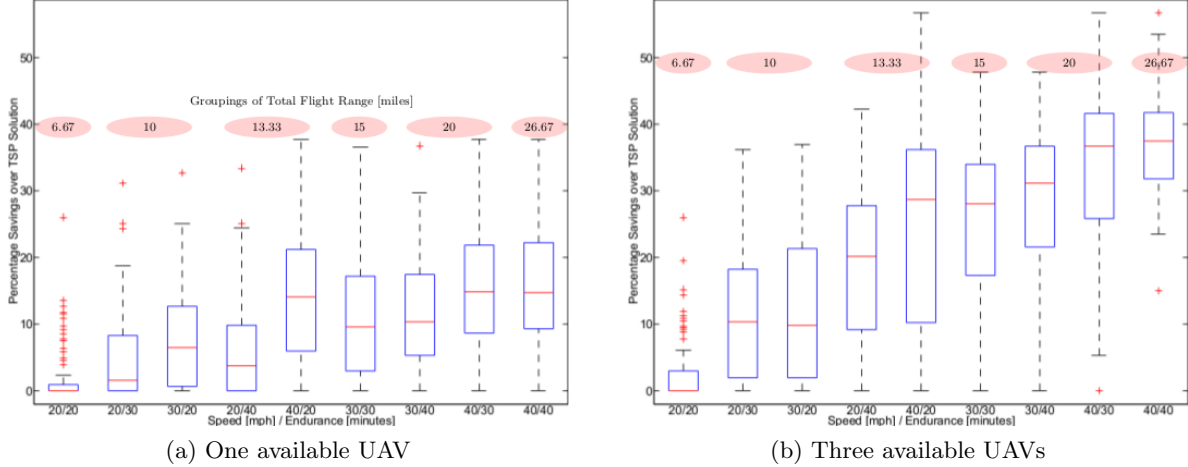 50
40
30
20
10
0
Percentage Savings over TSP Solution
Groupings of Total Flight Range [miles]
6.67 10 13.33 15 20 26.67
20/20 20/30 30/20 20/40 40/20 30/30 30/40 40/30 40/40
Speed [mph] / Endurance [minutes]
(a) One available UAV
50
40
30
20
10
0
Percentage Savings over TSP Solution
6.67 10 13.33 15 20 26.67
20/20 20/30 30/20 20/40 40/20 30/30 30/40 40/30 40/40
Speed [mph] / Endurance [minutes]
(b) Three available UAVs